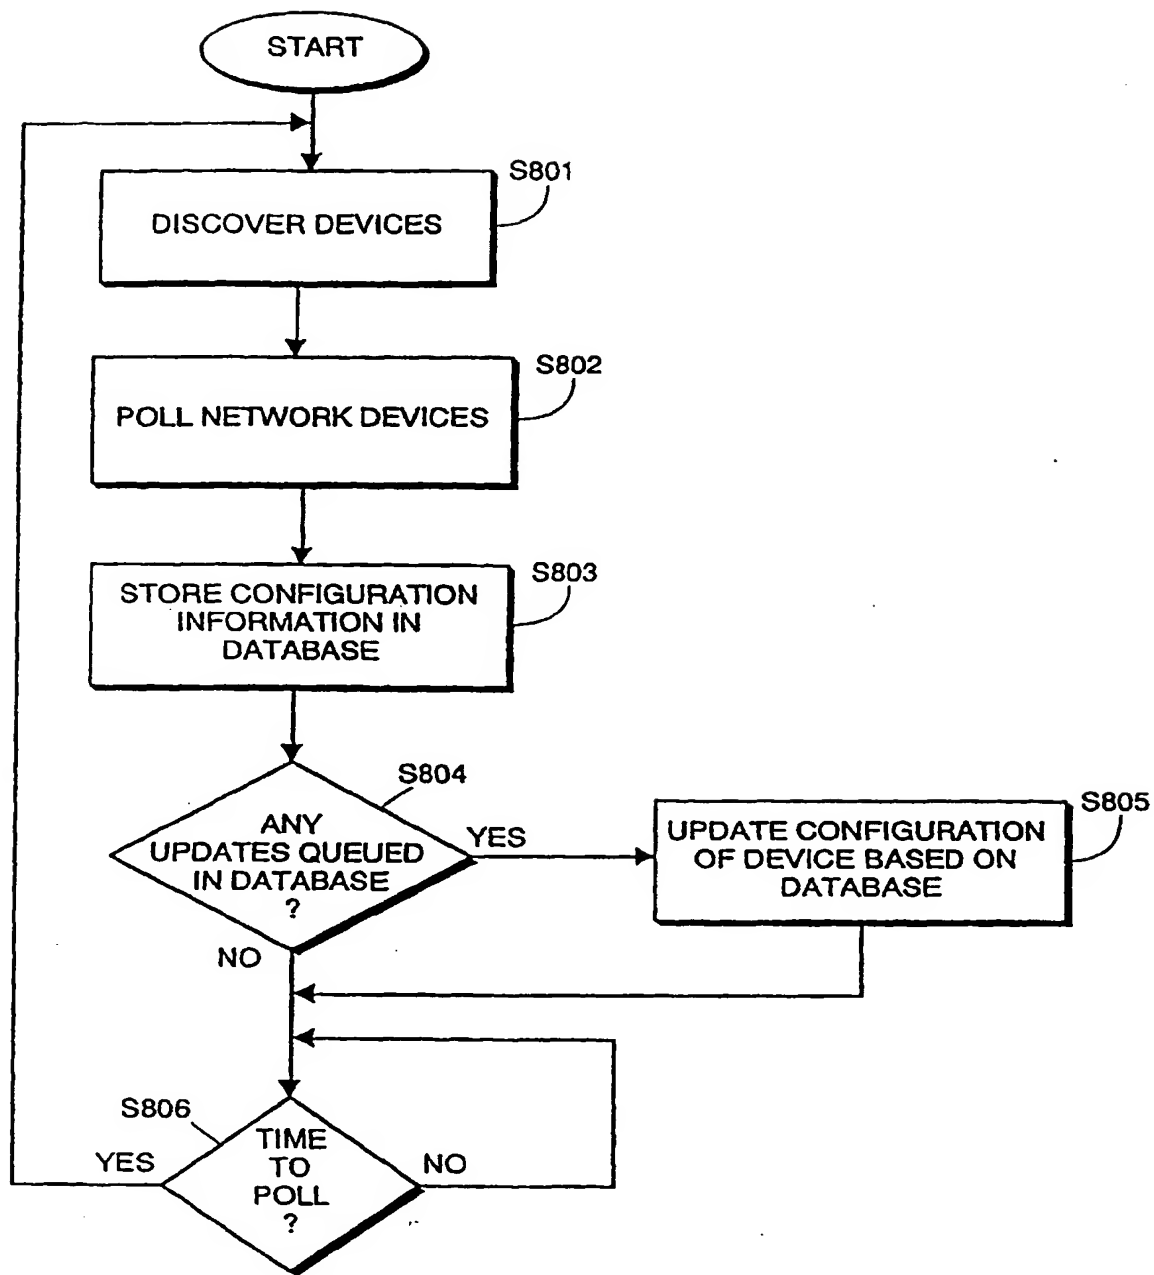 START
S801
DISCOVER DEVICES
S802
POLL NETWORK DEVICES
S803
STORE CONFIGURATION
INFORMATION IN
DATABASE
S804
ANY
UPDATES QUEUED
IN DATABASE
?
YES
NO
S805
UPDATE CONFIGURATION
OF DEVICE BASED ON
DATABASE
S806
TIME
TO
POLL
?
YES
NO